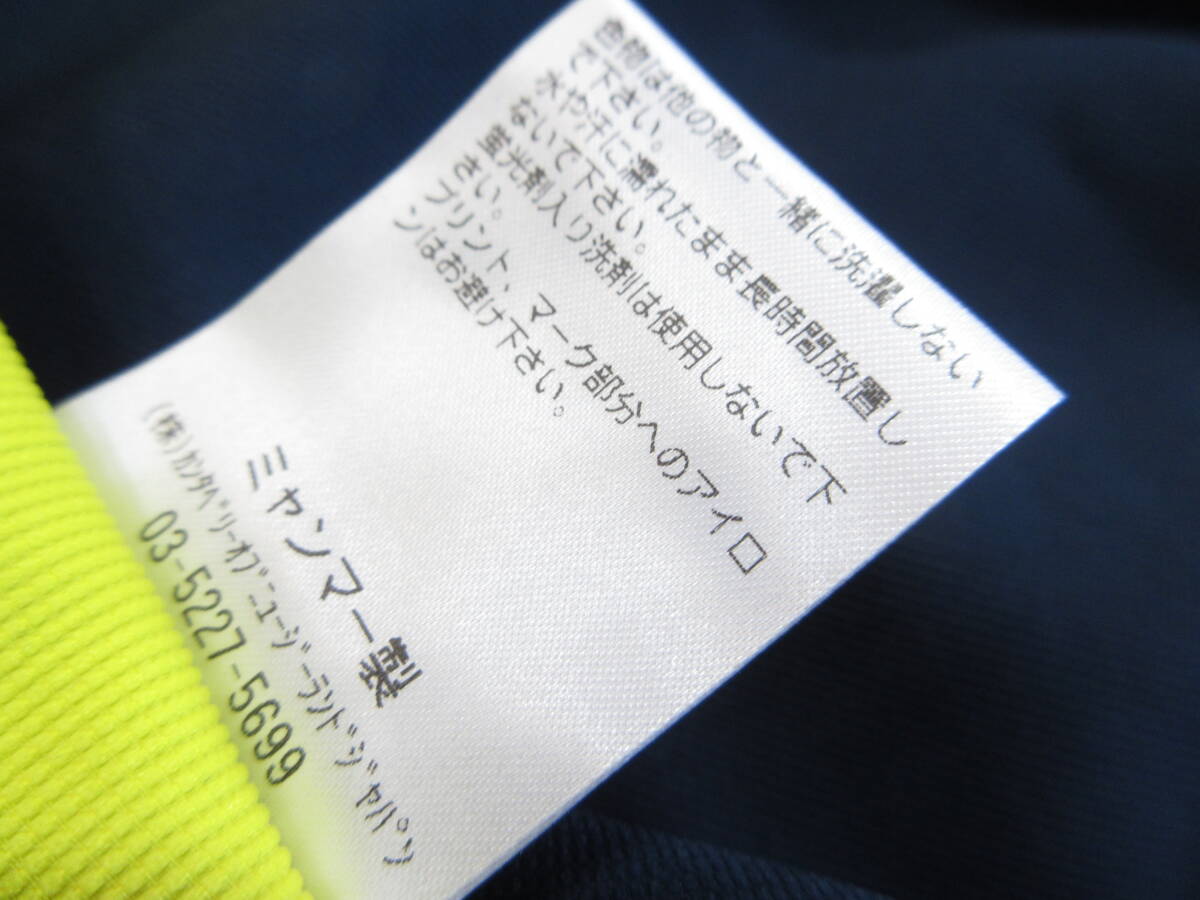 色物は他の物と一緒に洗濯しない
で下さい。
水や汗に濡れたまま長時間放置し
ないで下さい。
蛍光剤入り洗剤は使用しないで下
さい。
プリント、マーク部分へのアイロ
ンはお避け下さい。
ミャンマー製
(株)ｶﾝﾀﾍﾞﾘｰｵﾌﾞﾆｭｰｼﾞｰﾗﾝﾄﾞｼﾞｬﾊﾟﾝ
03-5227-5699